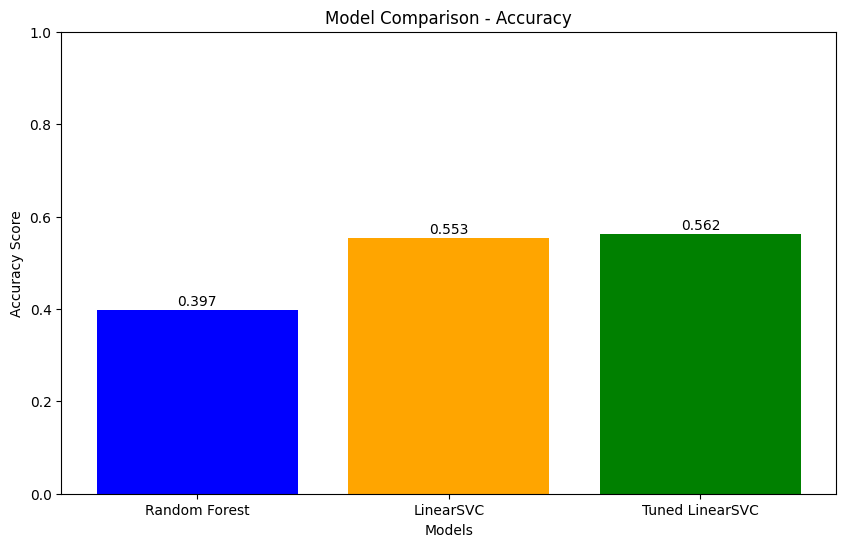 Model Comparison - Accuracy
1.0
0.8
0.6
0.4
0.2
0.0
Accuracy Score
0.397
0.553
0.562
Random Forest
LinearSVC
Tuned LinearSVC
Models